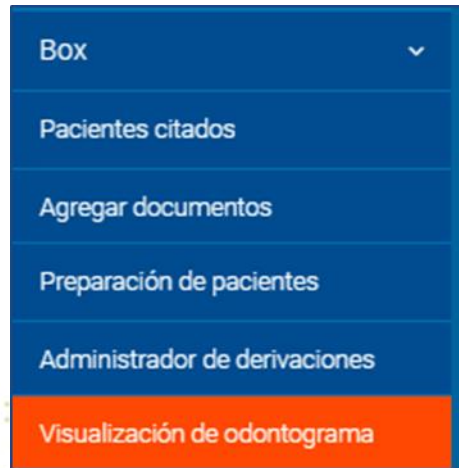 Box
Pacientes citados
Agregar documentos
Preparación de pacientes
Administrador de derivaciones
Visualización de odontograma